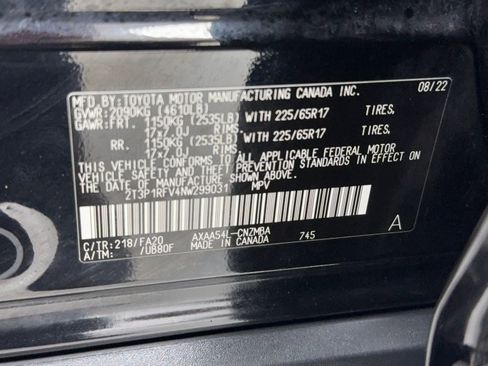 MFD.BY:TOYOTA MOTOR MANUFACTURING CANADA INC. 08/22
GVWR:2090KG (4610LB)
GAWR:FRT. 1150KG (2535LB) WITH 225/65R17 TIRES,
17x7.0J RIMS
RR. 1150KG (2535LB) WITH 225/65R17 TIRES,
17x7.0J RIMS
THIS VEHICLE CONFORMS TO ALL APPLICABLE FEDERAL MOTOR
VEHICLE SAFETY, BUMPER, AND THEFT PREVENTION STANDARDS IN EFFECT ON
THE DATE OF MANUFACTURE SHOWN ABOVE.
2T3P1RFV4NW299031 MPV
C/TR:218/FA20 AXAA54L-CNZMBA A
A/TM: /UB80F MADE IN CANADA 745